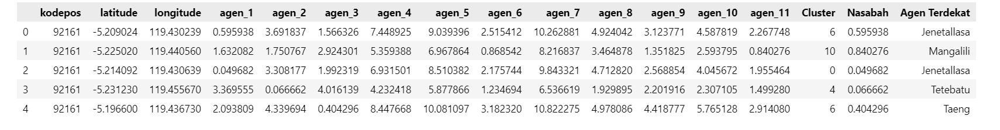 kodepos latitude longitude agen_1 agen_2 agen_3 agen_4 agen_5 agen_6 agen_7 agen_8 agen_9 agen_10 agen_11 Cluster Nasabah Agen Terdekat
0 92161 -5.209024 119.430239 0.595938 3.691837 1.566326 7.448925 9.039396 2.515412 10.262881 4.924042 3.123771 4.587819 2.267748 6 0.595938 Jenetallasa
1 92161 -5.225020 119.440560 1.632082 1.750767 2.924301 5.359388 6.967864 0.868542 8.216837 3.464878 1.351825 2.593795 0.840276 10 0.840276 Mangalili
2 92161 -5.214092 119.430639 0.049682 3.308177 1.992319 6.931501 8.510382 2.175744 9.843321 4.712820 2.568854 4.045672 1.955464 0 0.049682 Jenetallasa
3 92161 -5.231230 119.455670 3.369555 0.066662 4.016139 4.232418 5.877866 1.234694 6.536619 1.929895 2.201916 2.307105 1.499280 4 0.066662 Tetebatu
4 92161 -5.196600 119.436730 2.093809 4.339694 0.404296 8.447668 10.081097 3.182320 10.822275 4.978086 4.418777 5.765128 2.914080 6 0.404296 Taeng